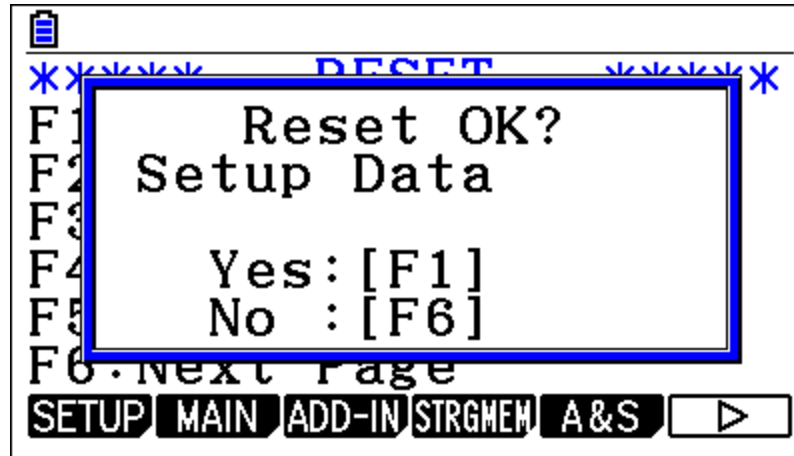 ***** RESET *****
F1
Reset OK?
F2
Setup Data
F3
F4
Yes:[F1]
F5
No :[F6]
F6:Next Page
SETUP MAIN ADD-IN STRGMEM A&S ▷